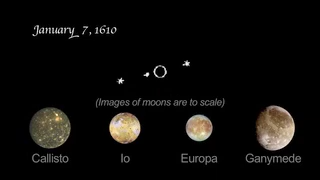 January 7, 1610
(Images of moons are to scale)
Callisto Io Europa Ganymede